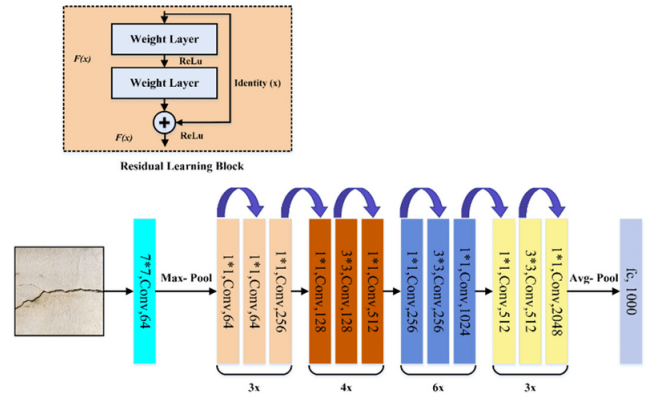 Weight Layer
F(x)
ReLu
Weight Layer
Identity (x)
+
F(x)
ReLu
Residual Learning Block
7*7,Conv,64
Max- Pool
1*1,Conv,64
1*1,Conv,64
1*1,Conv,256
1*1,Conv,128
3*3,Conv,128
1*1,Conv,512
1*1,Conv,256
3*3,Conv,256
1*1,Conv,1024
1*1,Conv,512
3*3,Conv,512
1*1,Conv,2048
Avg- Pool
fc, 1000
3x
4x
6x
3x